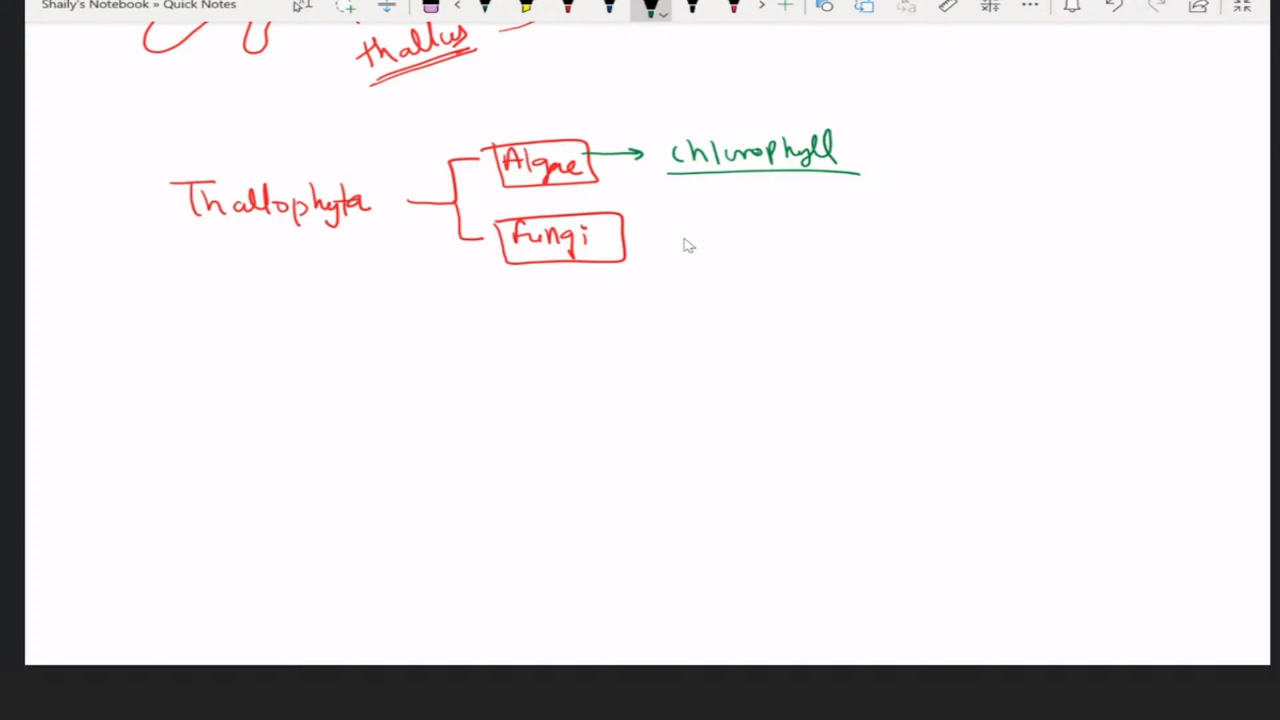 Shaily's Notebook » Quick Notes
thallus
Algae → chlorophyll
Thallophyta
Fungi